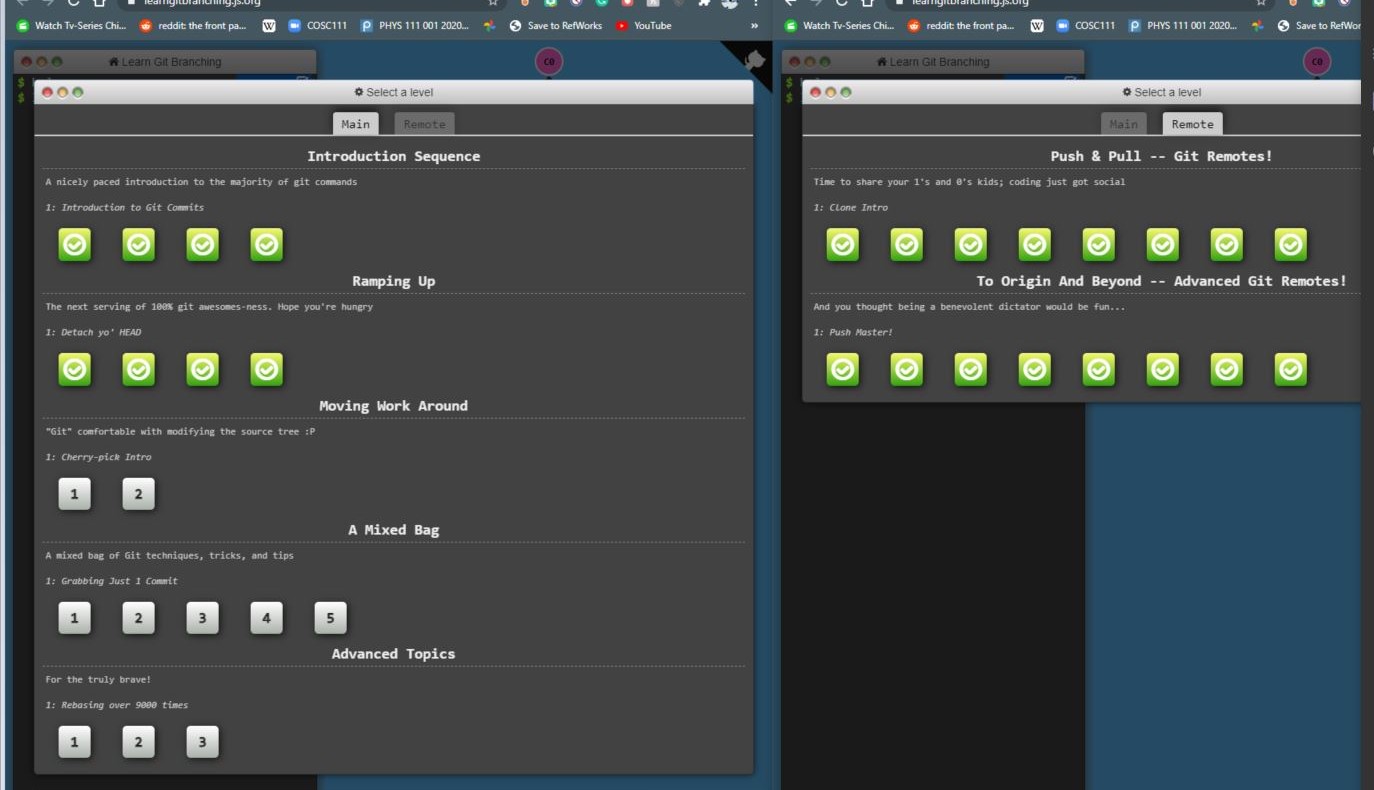 learngitbranching.js.org
Watch Tv-Series Chi... reddit: the front pa... W COSC111 PHYS 111 001 2020... Save to RefWorks YouTube »
Learn Git Branching
C0
$
$
Select a level
Main Remote
Introduction Sequence
A nicely paced introduction to the majority of git commands
1: Introduction to Git Commits
Ramping Up
The next serving of 100% git awesomes-ness. Hope you're hungry
1: Detach yo' HEAD
Moving Work Around
"Git" comfortable with modifying the source tree :P
1: Cherry-pick Intro
1 2
A Mixed Bag
A mixed bag of Git techniques, tricks, and tips
1: Grabbing Just 1 Commit
1 2 3 4 5
Advanced Topics
For the truly brave!
1: Rebasing over 9000 times
1 2 3
learngitbranching.js.org
Watch Tv-Series Chi... reddit: the front pa... W COSC111 PHYS 111 001 2020... Save to RefWor
Learn Git Branching
C0
$
$
Select a level
Main Remote
Push & Pull -- Git Remotes!
Time to share your 1's and 0's kids; coding just got social
1: Clone Intro
To Origin And Beyond -- Advanced Git Remotes!
And you thought being a benevolent dictator would be fun...
1: Push Master!